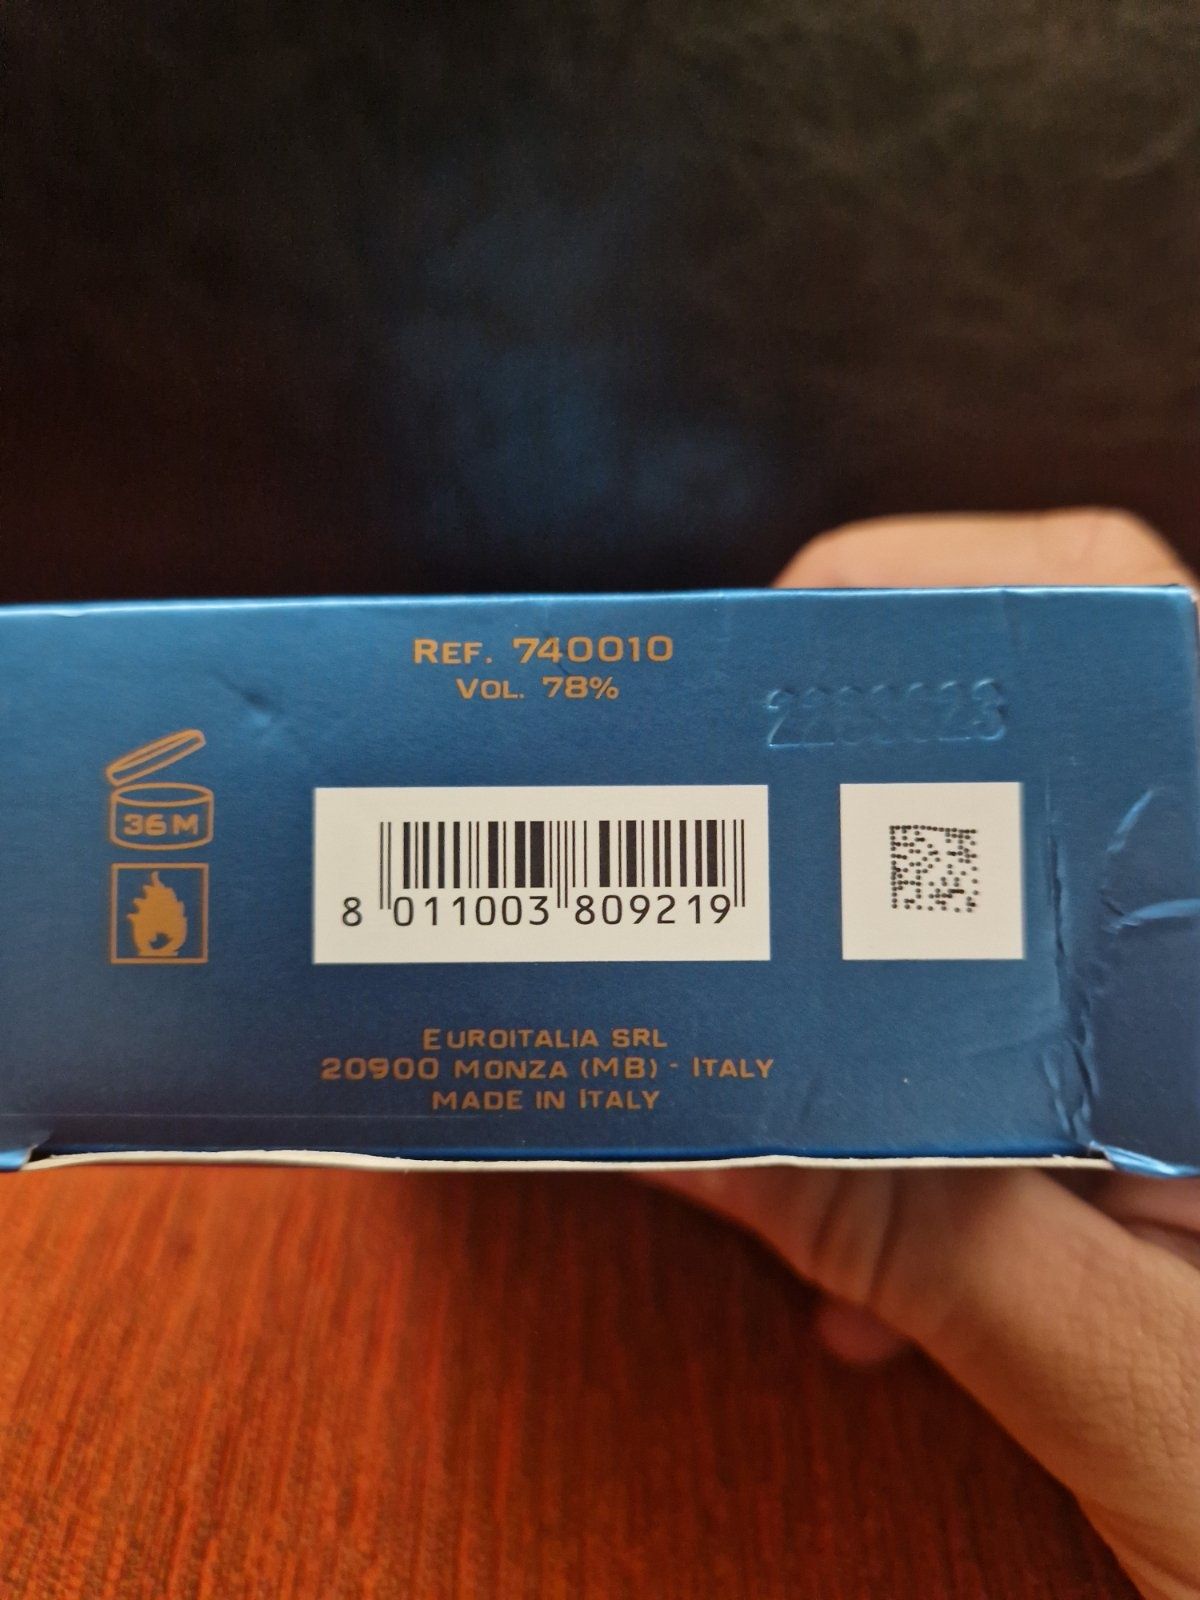 REF. 740010
VOL. 78%
36M
8 011003 809219
EUROITALIA SRL
20900 MONZA (MB) - ITALY
MADE IN ITALY